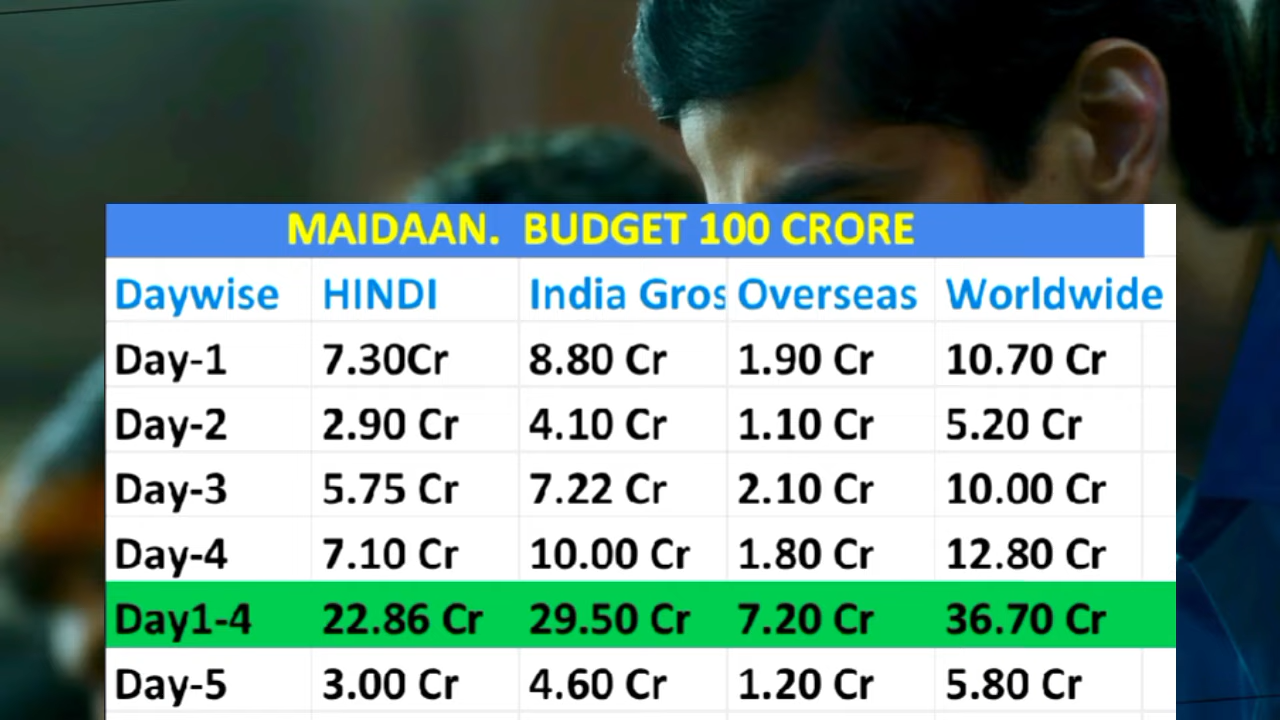 MAIDAAN. BUDGET 100 CRORE
Daywise HINDI India Gros Overseas Worldwide
Day-1 7.30Cr 8.80 Cr 1.90 Cr 10.70 Cr
Day-2 2.90 Cr 4.10 Cr 1.10 Cr 5.20 Cr
Day-3 5.75 Cr 7.22 Cr 2.10 Cr 10.00 Cr
Day-4 7.10 Cr 10.00 Cr 1.80 Cr 12.80 Cr
Day1-4 22.86 Cr 29.50 Cr 7.20 Cr 36.70 Cr
Day-5 3.00 Cr 4.60 Cr 1.20 Cr 5.80 Cr